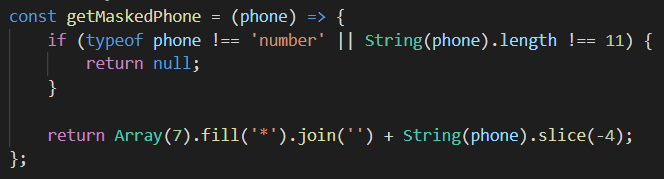 const getMaskedPhone = (phone) => {
    if (typeof phone !== 'number' || String(phone).length !== 11) {
        return null;
    }

    return Array(7).fill('*').join('') + String(phone).slice(-4);
};